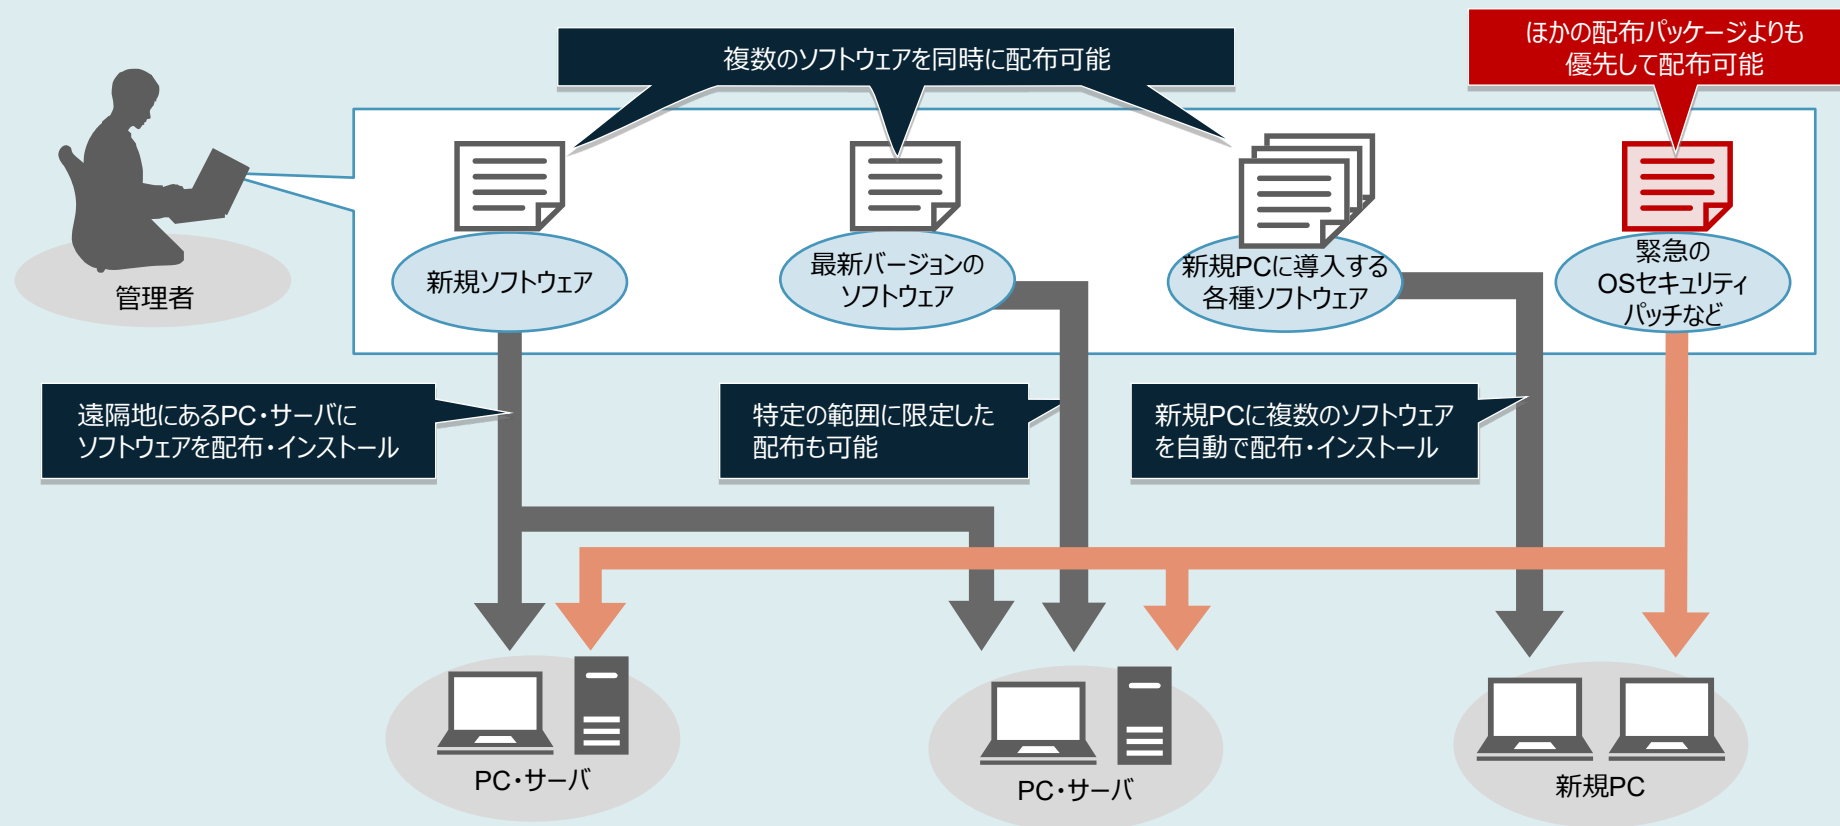 複数のソフトウェアを同時に配布可能
ほかの配布パッケージよりも
優先して配布可能
管理者
新規ソフトウェア
最新バージョンの
ソフトウェア
新規PCに導入する
各種ソフトウェア
緊急の
OSセキュリティ
パッチなど
遠隔地にあるPC・サーバに
ソフトウェアを配布・インストール
特定の範囲に限定した
配布も可能
新規PCに複数のソフトウェア
を自動で配布・インストール
PC・サーバ
PC・サーバ
新規PC